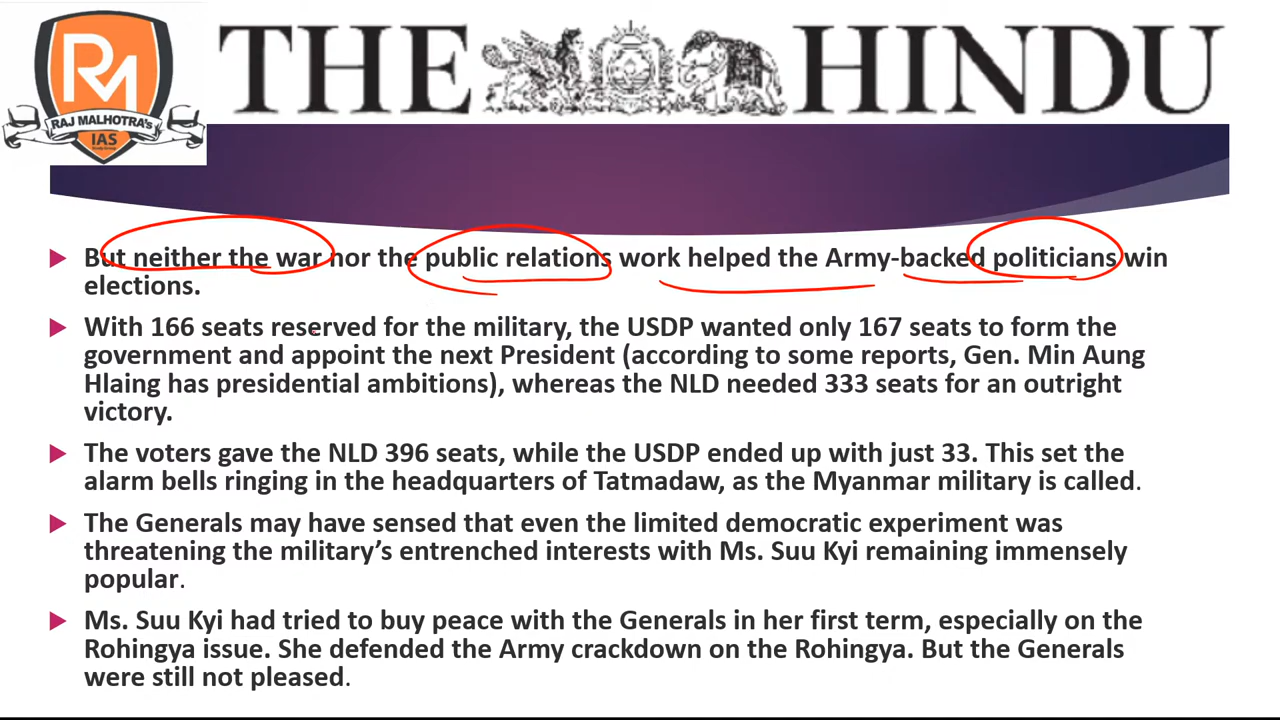 RM
RAJ MALHOTRA'S
IAS
THE HINDU
But neither the war nor the public relations work helped the Army-backed politicians win
elections.
With 166 seats reserved for the military, the USDP wanted only 167 seats to form the
government and appoint the next President (according to some reports, Gen. Min Aung
Hlaing has presidential ambitions), whereas the NLD needed 333 seats for an outright
victory.
The voters gave the NLD 396 seats, while the USDP ended up with just 33. This set the
alarm bells ringing in the headquarters of Tatmadaw, as the Myanmar military is called.
The Generals may have sensed that even the limited democratic experiment was
threatening the military's entrenched interests with Ms. Suu Kyi remaining immensely
popular.
Ms. Suu Kyi had tried to buy peace with the Generals in her first term, especially on the
Rohingya issue. She defended the Army crackdown on the Rohingya. But the Generals
were still not pleased.